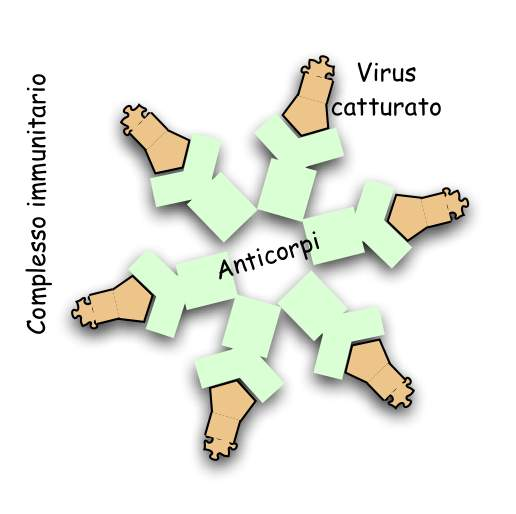 Complesso immunitario
Virus
catturato
Anticorpi